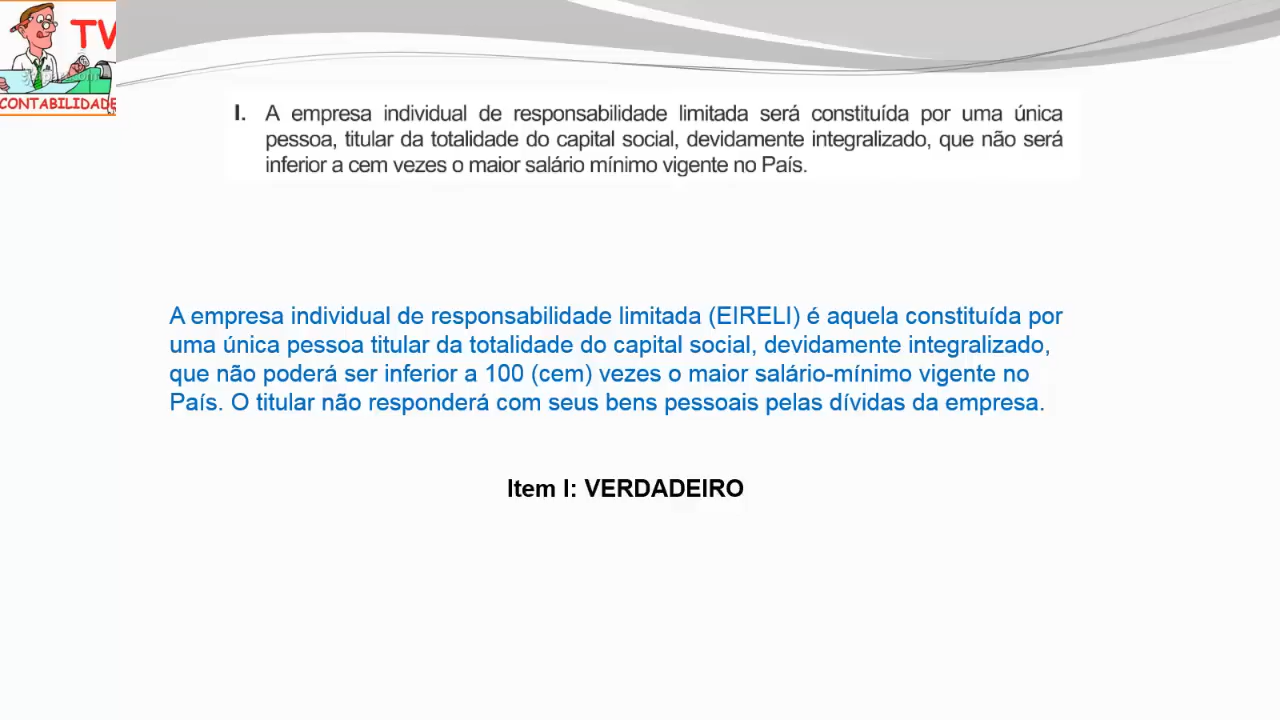 TV
CONTABILIDADE
I. A empresa individual de responsabilidade limitada será constituída por uma única
pessoa, titular da totalidade do capital social, devidamente integralizado, que não será
inferior a cem vezes o maior salário mínimo vigente no País.
A empresa individual de responsabilidade limitada (EIRELI) é aquela constituída por
uma única pessoa titular da totalidade do capital social, devidamente integralizado,
que não poderá ser inferior a 100 (cem) vezes o maior salário-mínimo vigente no
País. O titular não responderá com seus bens pessoais pelas dívidas da empresa.
Item I: VERDADEIRO